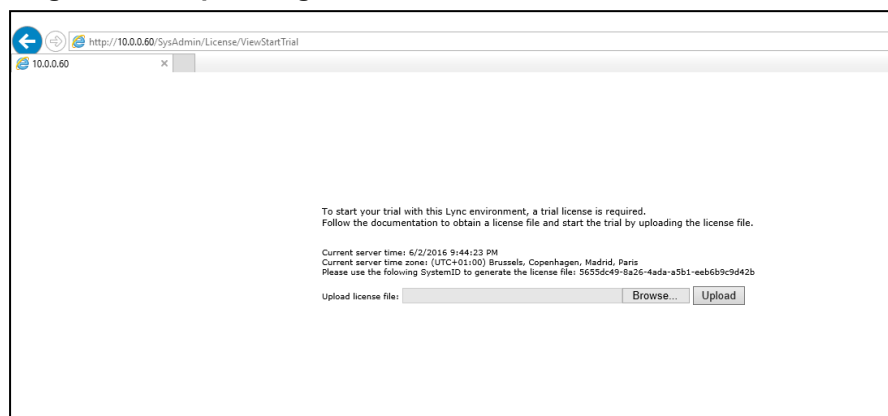 http://10.0.0.60/SysAdmin/License/ViewStartTrial
10.0.0.60
To start your trial with this Lync environment, a trial license is required.
Follow the documentation to obtain a license file and start the trial by uploading the license file.
Current server time: 6/2/2016 9:44:23 PM
Current server time zone: (UTC+01:00) Brussels, Copenhagen, Madrid, Paris
Please use the folowing SystemID to generate the license file: 5655dc49-8a26-4ada-a5b1-eeb6b9c9d42b
Upload license file: Browse... Upload